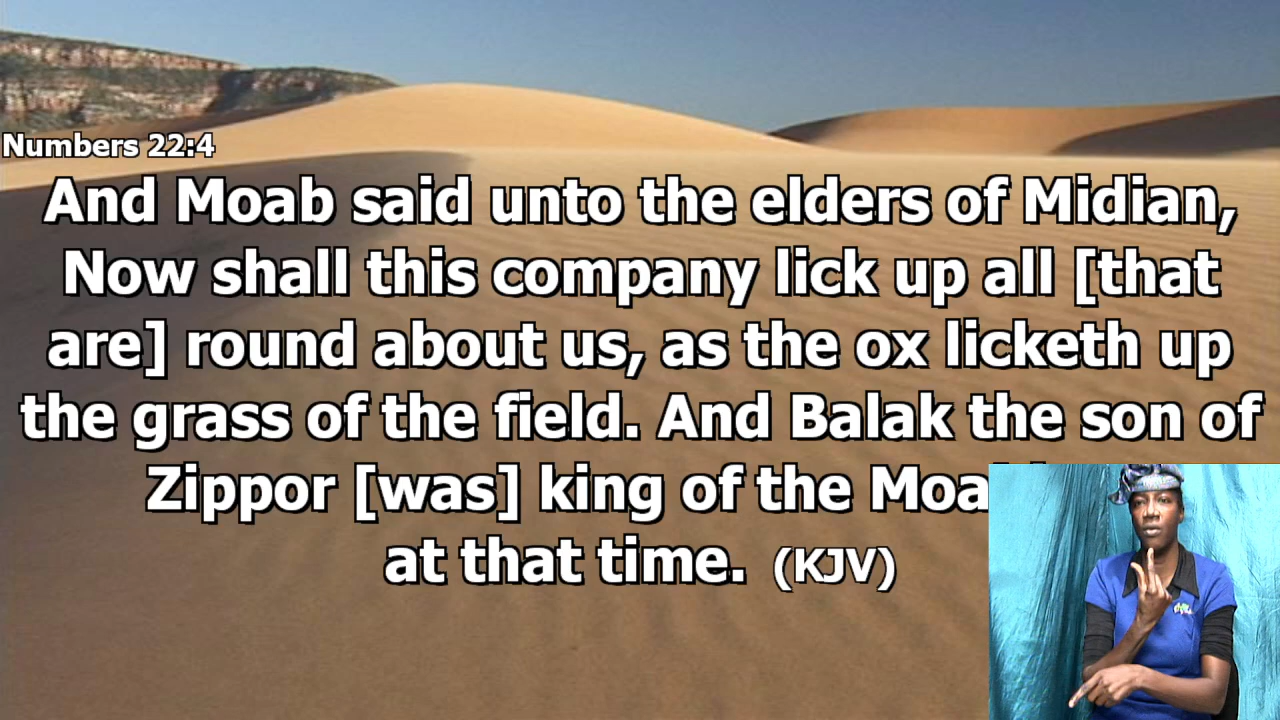 Numbers 22:4
And Moab said unto the elders of Midian,
Now shall this company lick up all [that
are] round about us, as the ox licketh up
the grass of the field. And Balak the son of
Zippor [was] king of the
at that time. (KJV)